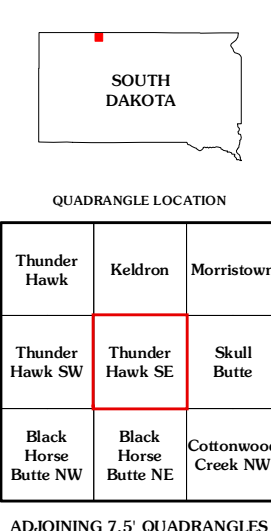 SOUTH
DAKOTA
QUADRANGLE LOCATION
Thunder
Hawk
Keldron
Morristown
Thunder
Hawk SW
Thunder
Hawk SE
Skull
Butte
Black
Horse
Butte NW
Black
Horse
Butte NE
Cottonwood
Creek NW
ADJOINING 7.5' QUADRANGLES